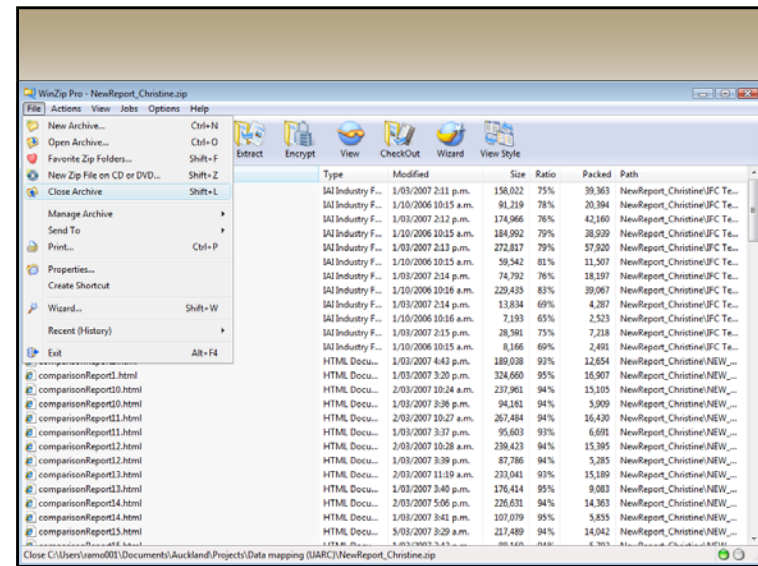 WinZip Pro - NewReport_Christine.zip
File Actions View Jobs Options Help
New Archive... Ctrl+N
Open Archive... Ctrl+O
Favorite Zip Folders... Shift+F
New Zip File on CD or DVD... Shift+Z
Close Archive Shift+L
Manage Archive
Send To
Print... Ctrl+P
Properties...
Create Shortcut
Wizard... Shift+W
Recent (History)
Exit Alt+F4
Extract Encrypt View CheckOut Wizard View Style
Type Modified Size Ratio Packed Path
IAI Industry F... 1/03/2007 2:11 p.m. 158,022 75% 39,363 NewReport_Christine\IFC Te...
IAI Industry F... 1/10/2006 10:15 a.m. 91,219 78% 20,394 NewReport_Christine\IFC Te...
IAI Industry F... 1/03/2007 2:12 p.m. 174,966 76% 42,160 NewReport_Christine\IFC Te...
IAI Industry F... 1/10/2006 10:15 a.m. 184,992 79% 38,939 NewReport_Christine\IFC Te...
IAI Industry F... 1/03/2007 2:13 p.m. 272,817 79% 57,920 NewReport_Christine\IFC Te...
IAI Industry F... 1/10/2006 10:15 a.m. 59,542 81% 11,507 NewReport_Christine\IFC Te...
IAI Industry F... 1/03/2007 2:14 p.m. 74,792 76% 18,197 NewReport_Christine\IFC Te...
IAI Industry F... 1/10/2006 10:16 a.m. 229,435 83% 39,067 NewReport_Christine\IFC Te...
IAI Industry F... 1/03/2007 2:14 p.m. 13,834 69% 4,287 NewReport_Christine\IFC Te...
IAI Industry F... 1/10/2006 10:16 a.m. 7,193 65% 2,523 NewReport_Christine\IFC Te...
IAI Industry F... 1/03/2007 2:15 p.m. 28,591 75% 7,218 NewReport_Christine\IFC Te...
IAI Industry F... 1/10/2006 10:15 a.m. 8,166 69% 2,491 NewReport_Christine\IFC Te...
HTML Docu... 1/03/2007 4:43 p.m. 189,038 93% 12,654 NewReport_Christine\NEW_...
comparisonReport1.html HTML Docu... 1/03/2007 3:20 p.m. 324,660 95% 16,907 NewReport_Christine\NEW_...
comparisonReport10.html HTML Docu... 2/03/2007 10:24 a.m. 237,961 94% 15,105 NewReport_Christine\NEW_...
comparisonReport10.html HTML Docu... 1/03/2007 3:36 p.m. 94,161 94% 5,909 NewReport_Christine\NEW_...
comparisonReport11.html HTML Docu... 2/03/2007 10:27 a.m. 267,484 94% 16,430 NewReport_Christine\NEW_...
comparisonReport11.html HTML Docu... 1/03/2007 3:37 p.m. 95,603 93% 6,691 NewReport_Christine\NEW_...
comparisonReport12.html HTML Docu... 2/03/2007 10:28 a.m. 239,423 94% 15,395 NewReport_Christine\NEW_...
comparisonReport12.html HTML Docu... 1/03/2007 3:39 p.m. 87,786 94% 5,285 NewReport_Christine\NEW_...
comparisonReport13.html HTML Docu... 2/03/2007 11:19 a.m. 233,041 93% 15,189 NewReport_Christine\NEW_...
comparisonReport13.html HTML Docu... 1/03/2007 3:40 p.m. 176,414 95% 9,083 NewReport_Christine\NEW_...
comparisonReport14.html HTML Docu... 2/03/2007 5:06 p.m. 226,631 94% 14,363 NewReport_Christine\NEW_...
comparisonReport14.html HTML Docu... 1/03/2007 3:41 p.m. 107,079 95% 5,855 NewReport_Christine\NEW_...
comparisonReport15.html HTML Docu... 5/03/2007 3:29 a.m. 217,489 94% 14,042 NewReport_Christine\NEW_...
Close C:\Users\ramo001\Documents\Auckland\Projects\Data mapping (UARC)\NewReport_Christine.zip